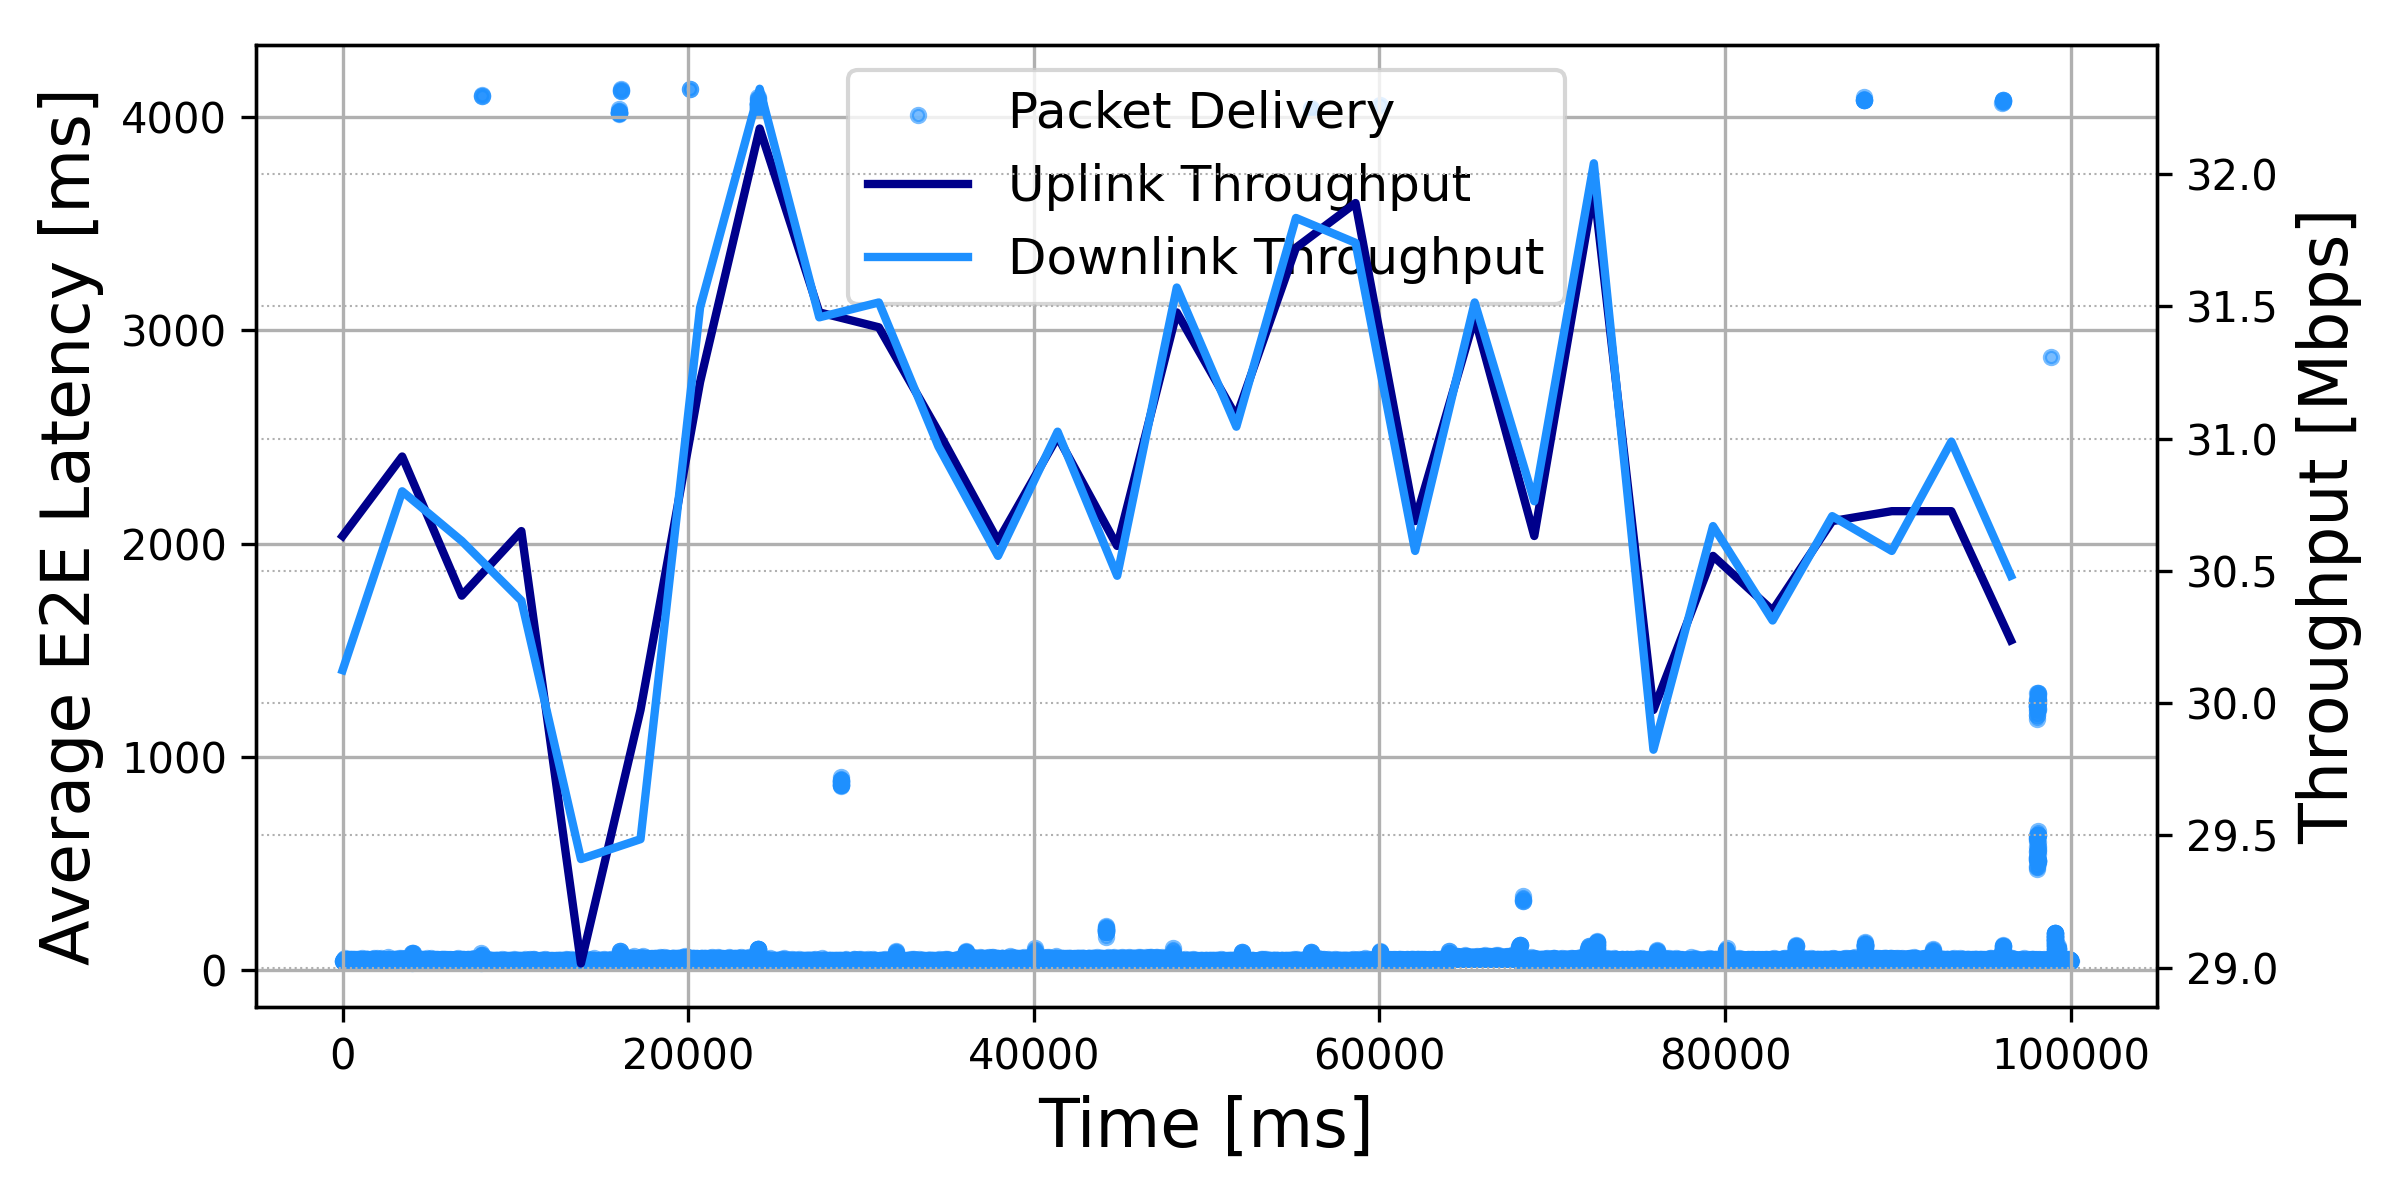 Average E2E Latency [ms]
4000
3000
2000
1000
0
Packet Delivery
Uplink Throughput
Downlink Throughput
32.0
31.5
31.0
30.5
30.0
29.5
29.0
Throughput [Mbps]
0 20000 40000 60000 80000 100000
Time [ms]